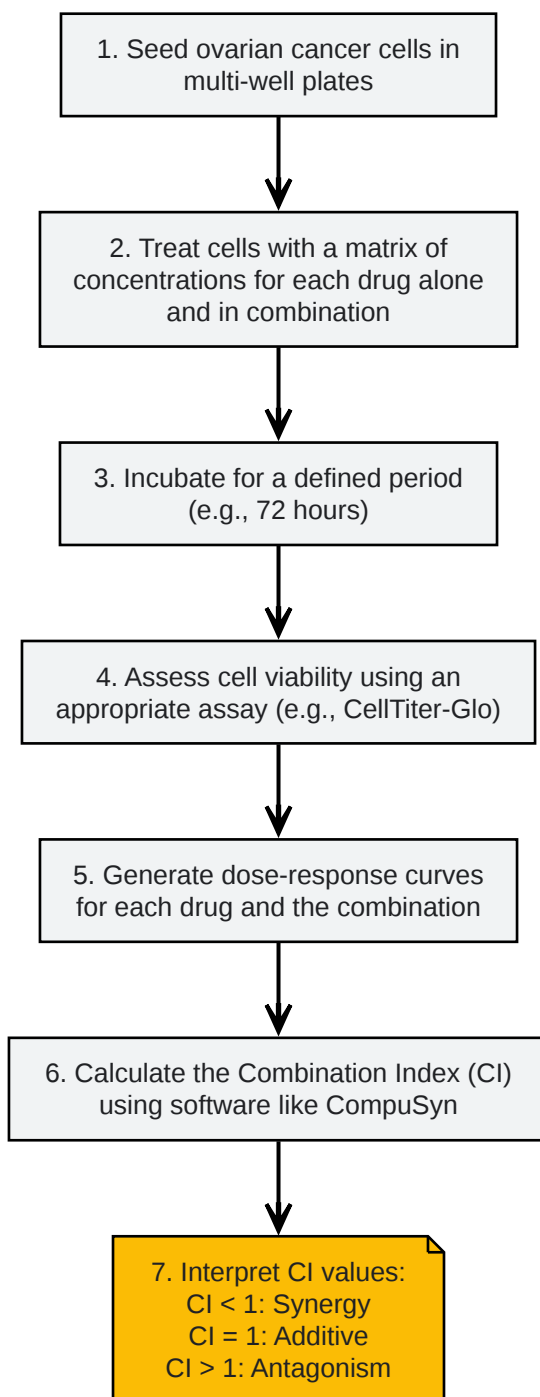 1. Seed ovarian cancer cells in
multi-well plates
2. Treat cells with a matrix of
concentrations for each drug alone
and in combination
3. Incubate for a defined period
(e.g., 72 hours)
4. Assess cell viability using an
appropriate assay (e.g., CellTiter-Glo)
5. Generate dose-response curves
for each drug and the combination
6. Calculate the Combination Index (CI)
using software like CompuSyn
7. Interpret CI values:
CI < 1: Synergy
CI = 1: Additive
CI > 1: Antagonism